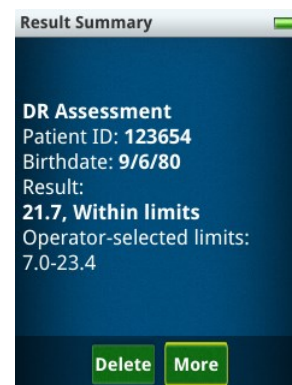 Result Summary
DR Assessment
Patient ID: 123654
Birthdate: 9/6/80
Result:
21.7, Within limits
Operator-selected limits:
7.0-23.4
Delete More